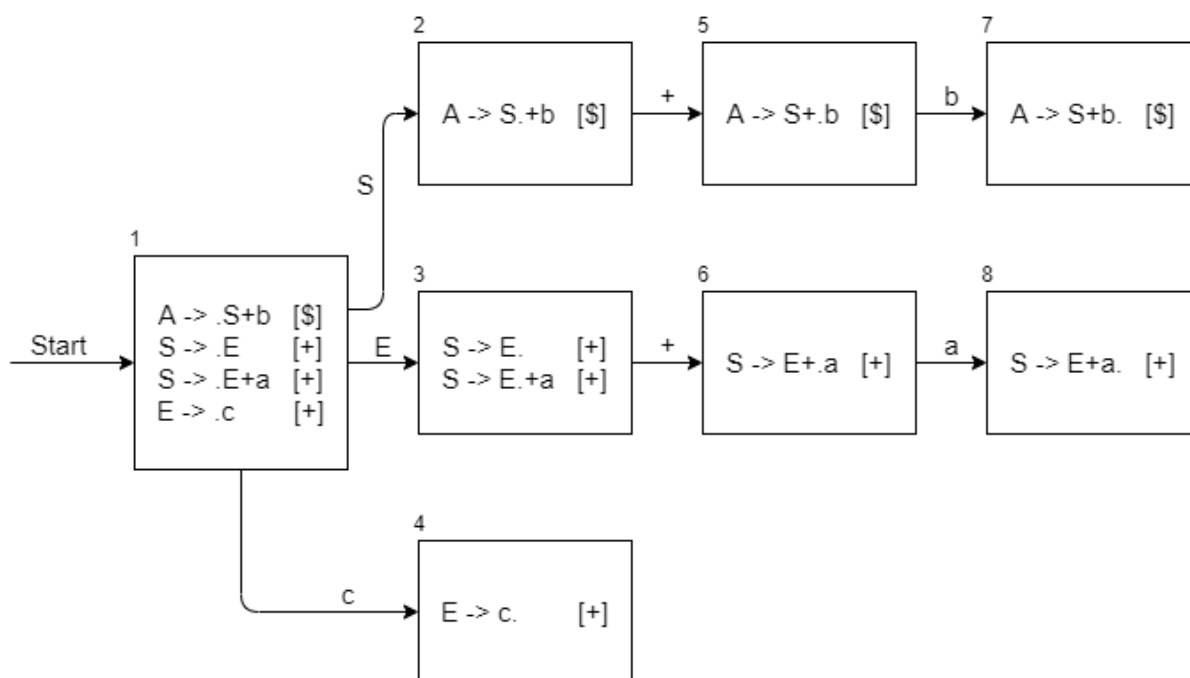 2
5
7
A -> S.+b [$]
+
A -> S+.b [$]
b
A -> S+b. [$]
S
1
3
6
8
Start
A -> .S+b [$]
S -> .E [+]
S -> .E+a [+]
E -> .c [+]
E
S -> E. [+]
S -> E.+a [+]
+
S -> E+.a [+]
a
S -> E+a. [+]
4
c
E -> c. [+]